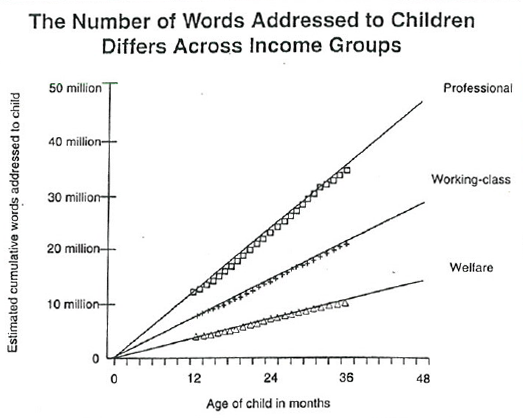 The Number of Words Addressed to Children
Differs Across Income Groups
Estimated cumulative words addressed to child
50 million
40 million
30 million
20 million
10 million
0
Professional
Working-class
Welfare
0 12 24 36 48
Age of child in months